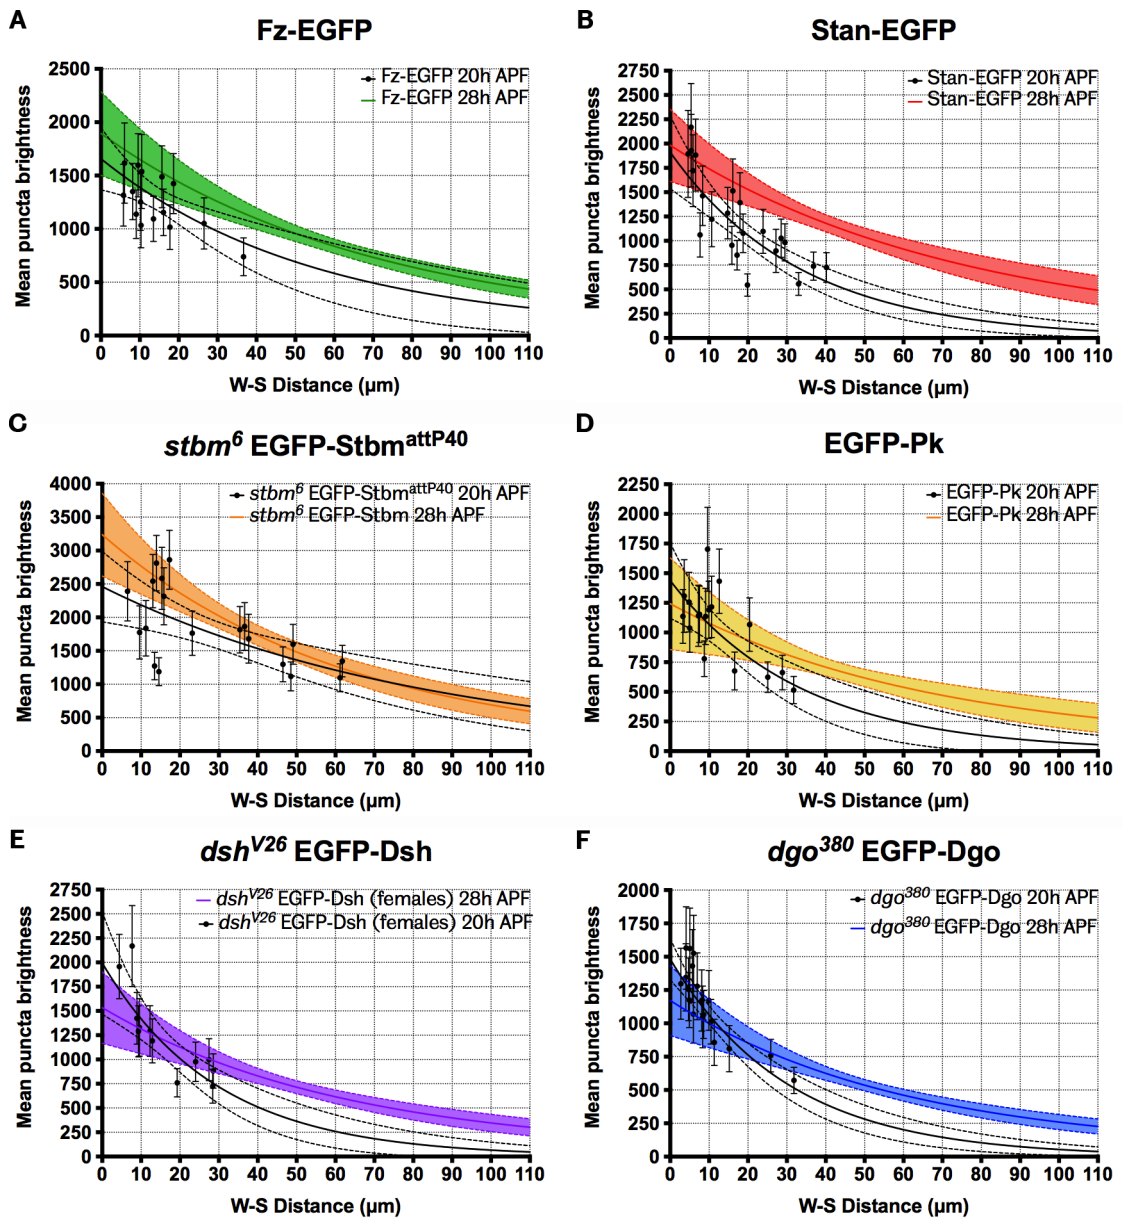 A
Fz-EGFP
Mean puncta brightness
2500
2000
1500
1000
500
0
Fz-EGFP 20h APF
Fz-EGFP 28h APF
0 10 20 30 40 50 60 70 80 90 100 110
W-S Distance (µm)
B
Stan-EGFP
Mean puncta brightness
2750
2500
2250
2000
1750
1500
1250
1000
750
500
250
0
Stan-EGFP 20h APF
Stan-EGFP 28h APF
0 10 20 30 40 50 60 70 80 90 100 110
W-S Distance (µm)
C
stbm⁶ EGFP-Stbmᵃᵗᵗᴾ⁴⁰
Mean puncta brightness
4000
3500
3000
2500
2000
1500
1000
500
0
stbm⁶ EGFP-Stbmᵃᵗᵗᴾ⁴⁰ 20h APF
stbm⁶ EGFP-Stbm 28h APF
0 10 20 30 40 50 60 70 80 90 100 110
W-S Distance (µm)
D
EGFP-Pk
Mean puncta brightness
2250
2000
1750
1500
1250
1000
750
500
250
0
EGFP-Pk 20h APF
EGFP-Pk 28h APF
0 10 20 30 40 50 60 70 80 90 100 110
W-S Distance (µm)
E
dshⱽ²⁶ EGFP-Dsh
Mean puncta brightness
2750
2500
2250
2000
1750
1500
1250
1000
750
500
250
0
dshⱽ²⁶ EGFP-Dsh (females) 28h APF
dshⱽ²⁶ EGFP-Dsh (females) 20h APF
0 10 20 30 40 50 60 70 80 90 100 110
W-S Distance (µm)
F
dgo³⁸⁰ EGFP-Dgo
Mean puncta brightness
2000
1750
1500
1250
1000
750
500
250
0
dgo³⁸⁰ EGFP-Dgo 20h APF
dgo³⁸⁰ EGFP-Dgo 28h APF
0 10 20 30 40 50 60 70 80 90 100 110
W-S Distance (µm)